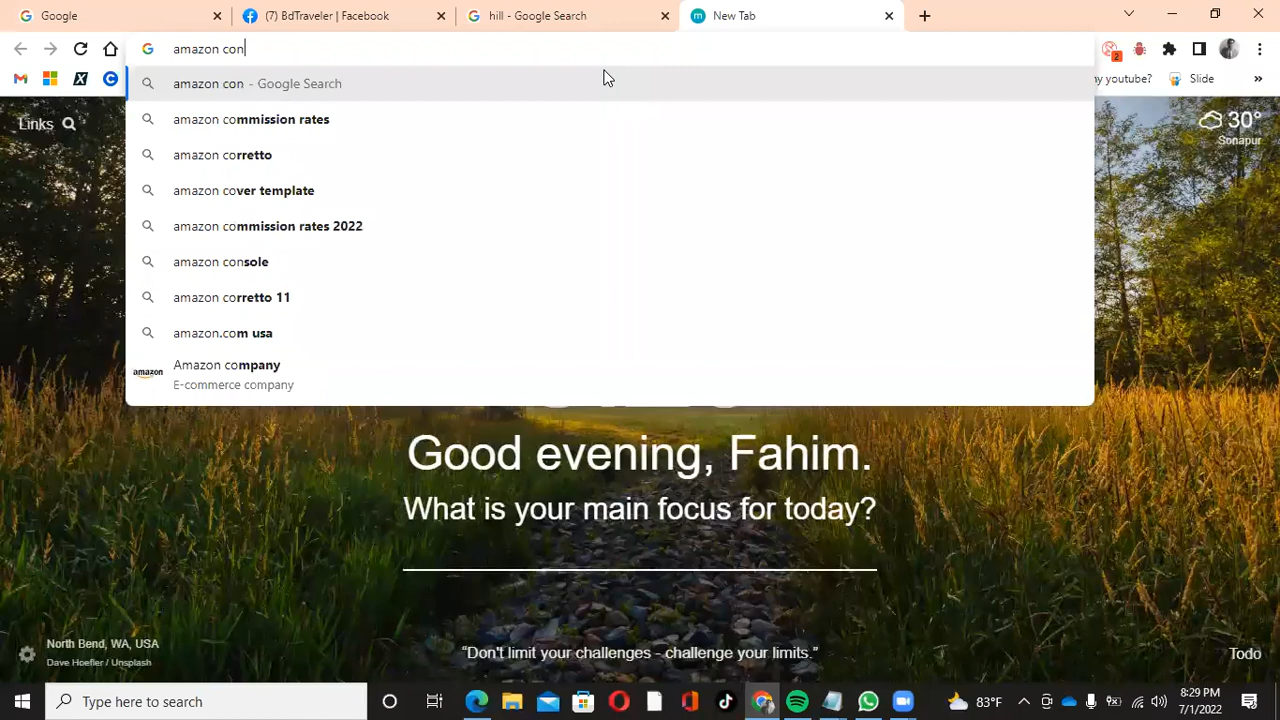 Google
(7) BdTraveler | Facebook
hill - Google Search
New Tab
amazon con
2
my youtube?
Slide
amazon con - Google Search
amazon commission rates
amazon corretto
amazon cover template
amazon commission rates 2022
amazon console
amazon corretto 11
amazon.com usa
amazon
Amazon company
E-commerce company
Links
30°
Sonapur
Good evening, Fahim.
What is your main focus for today?
North Bend, WA, USA
Dave Hoefler / Unsplash
“Don't limit your challenges - challenge your limits.”
Todo
Type here to search
83°F
8:29 PM
7/1/2022